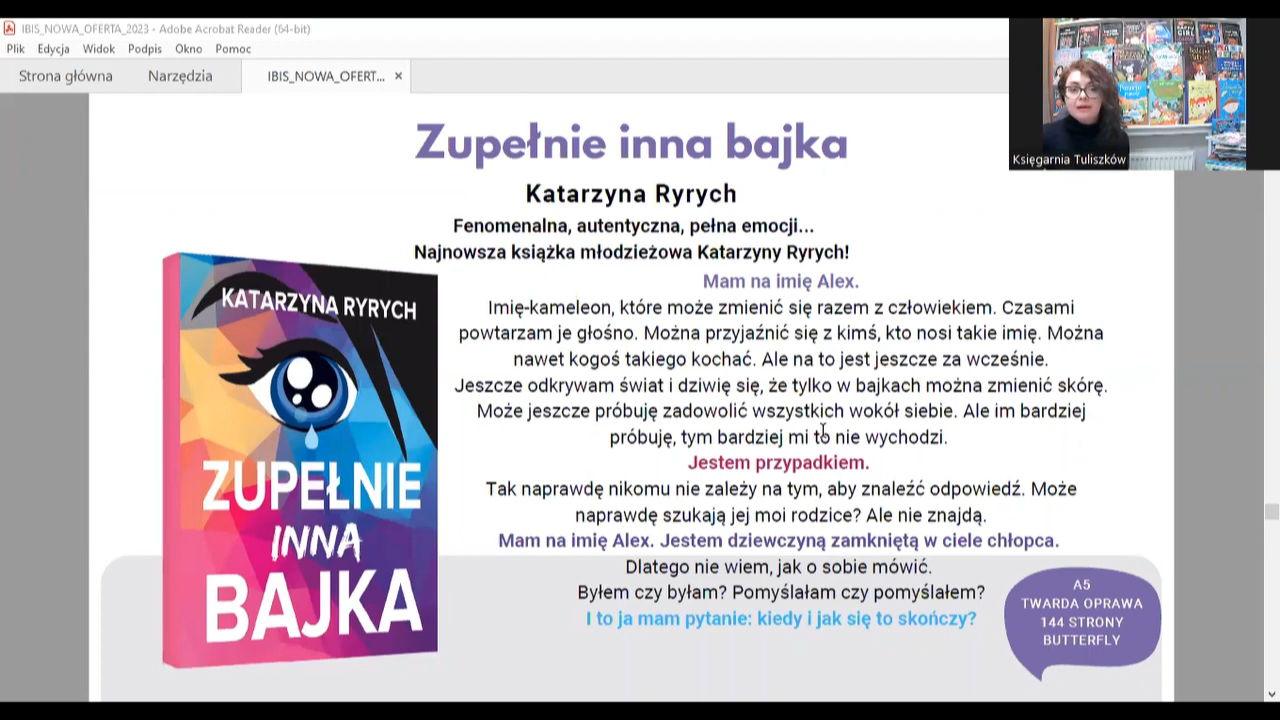 IBIS_NOWA_OFERTA_2023 - Adobe Acrobat Reader (64-bit)
Plik Edycja Widok Podpis Okno Pomoc
Strona główna Narzędzia IBIS_NOWA_OFERT... ×
Księgarnia Tuliszków
Zupełnie inna bajka
Katarzyna Ryrych
Fenomenalna, autentyczna, pełna emocji...
Najnowsza książka młodzieżowa Katarzyny Ryrych!
Mam na imię Alex.
Imię-kameleon, które może zmienić się razem z człowiekiem. Czasami
powtarzam je głośno. Można przyjaźnić się z kimś, kto nosi takie imię. Można
nawet kogoś takiego kochać. Ale na to jest jeszcze za wcześnie.
Jeszcze odkrywam świat i dziwię się, że tylko w bajkach można zmienić skórę.
Może jeszcze próbuję zadowolić wszystkich wokół siebie. Ale im bardziej
próbuję, tym bardziej mi to nie wychodzi.
Jestem przypadkiem.
Tak naprawdę nikomu nie zależy na tym, aby znaleźć odpowiedź. Może
naprawdę szukają jej moi rodzice? Ale nie znajdą.
Mam na imię Alex. Jestem dziewczyną zamkniętą w ciele chłopca.
Dlatego nie wiem, jak o sobie mówić.
Byłem czy byłam? Pomyślałam czy pomyślałem?
I to ja mam pytanie: kiedy i jak się to skończy?
KATARZYNA RYRYCH
ZUPEŁNIE
INNA
BAJKA
A5
TWARDA OPRAWA
144 STRONY
BUTTERFLY